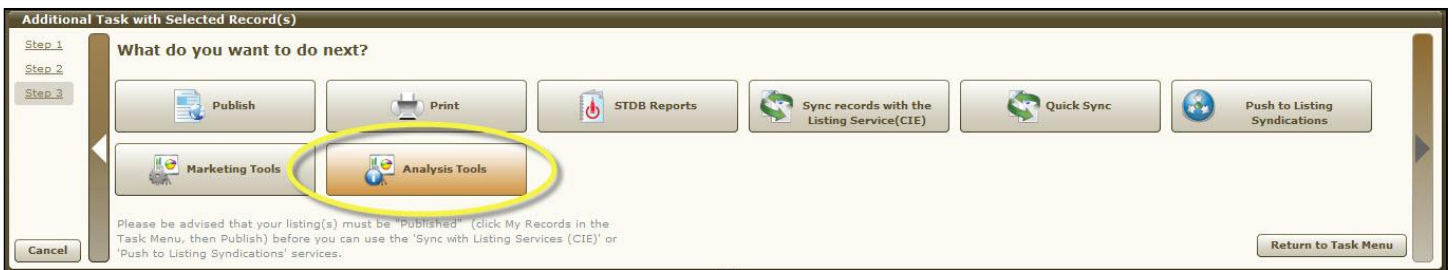 Additional Task with Selected Record(s)
Step 1
Step 2
Step 3
What do you want to do next?
Publish
Print
STDB Reports
Sync records with the
Listing Service(CIE)
Quick Sync
Push to Listing
Syndications
Marketing Tools
Analysis Tools
Please be advised that your listing(s) must be "Published" (click My Records in the
Task Menu, then Publish) before you can use the 'Sync with Listing Services (CIE)' or
'Push to Listing Syndications' services.
Cancel
Return to Task Menu